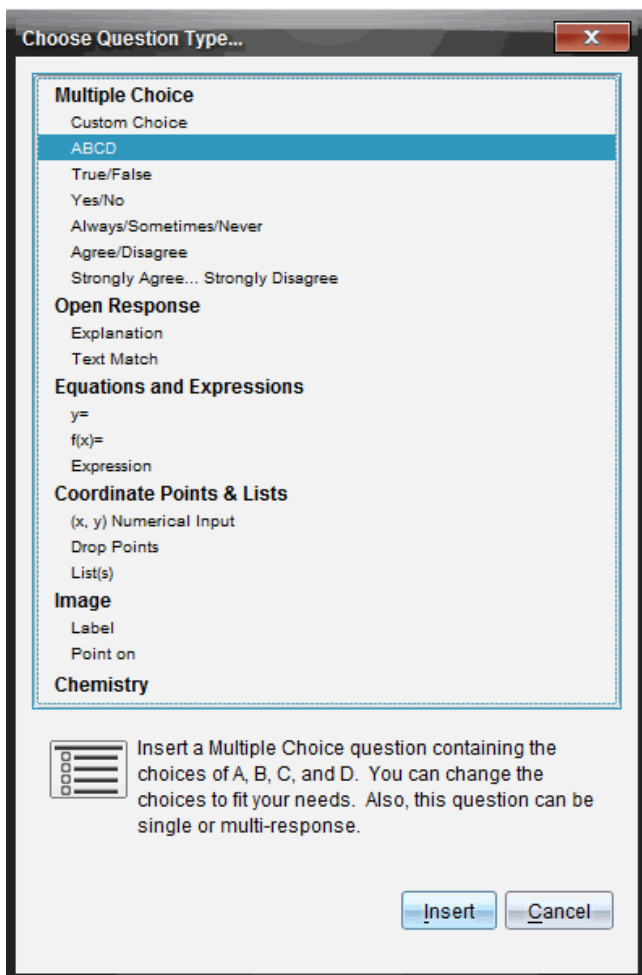 Choose Question Type...
Multiple Choice
Custom Choice
ABCD
True/False
Yes/No
Always/Sometimes/Never
Agree/Disagree
Strongly Agree... Strongly Disagree
Open Response
Explanation
Text Match
Equations and Expressions
y=
f(x)=
Expression
Coordinate Points & Lists
(x, y) Numerical Input
Drop Points
List(s)
Image
Label
Point on
Chemistry
Insert a Multiple Choice question containing the
choices of A, B, C, and D.  You can change the
choices to fit your needs.  Also, this question can be
single or multi-response.
Insert Cancel